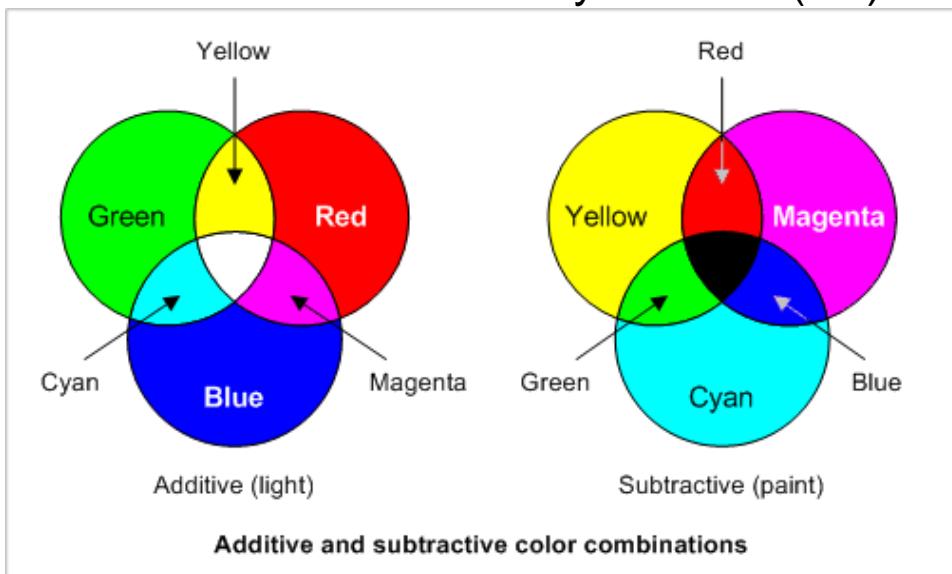 Yellow
Red
Green
Red
Yellow
Magenta
Cyan
Blue
Magenta
Green
Cyan
Blue
Additive (light)
Subtractive (paint)
Additive and subtractive color combinations